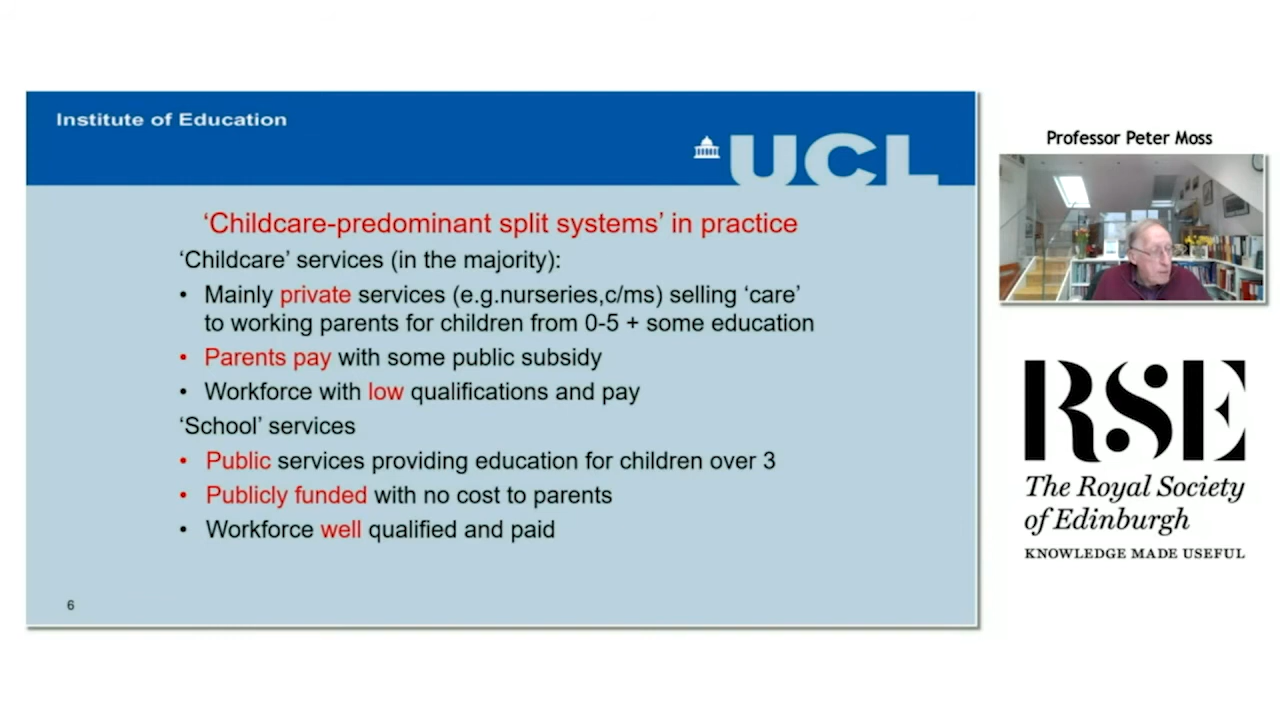 Institute of Education
UCL
‘Childcare-predominant split systems’ in practice
‘Childcare’ services (in the majority):
• Mainly private services (e.g.nurseries,c/ms) selling ‘care’
to working parents for children from 0-5 + some education
• Parents pay with some public subsidy
• Workforce with low qualifications and pay
‘School’ services
• Public services providing education for children over 3
• Publicly funded with no cost to parents
• Workforce well qualified and paid
6
Professor Peter Moss
RSE
The Royal Society
of Edinburgh
KNOWLEDGE MADE USEFUL